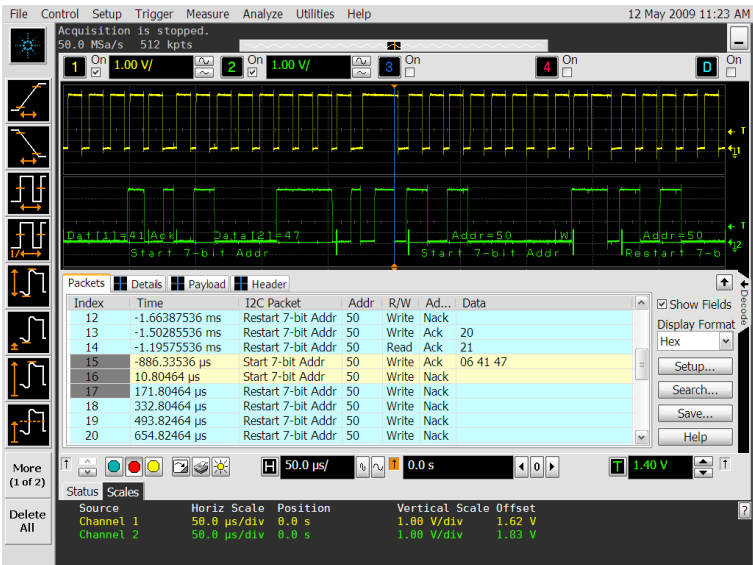 File Control Setup Trigger Measure Analyze Utilities Help 12 May 2009 11:23 AM
Acquisition is stopped.
50.0 MSa/s 512 kpts
1 On 1.00 V/ 2 On 1.00 V/ 3 On 4 On D On
T
1
T
Dat[1]=41 Ack Data[2]=47 Addr=50 W Addr=50
2
Start 7-bit Addr Start 7-bit Addr Restart 7-b
Packets Details Payload Header
Decode
Index Time I2C Packet Addr R/W Ad... Data
12 -1.66387536 ms Restart 7-bit Addr 50 Write Nack
13 -1.50285536 ms Restart 7-bit Addr 50 Write Ack 20
14 -1.19575536 ms Restart 7-bit Addr 50 Read Ack 21
15 -886.33536 µs Start 7-bit Addr 50 Write Ack 06 41 47
16 10.80464 µs Start 7-bit Addr 50 Write Nack
17 171.80464 µs Restart 7-bit Addr 50 Write Nack
18 332.80464 µs Restart 7-bit Addr 50 Write Nack
19 493.82464 µs Restart 7-bit Addr 50 Write Nack
20 654.82464 µs Restart 7-bit Addr 50 Write Nack
Show Fields
Display Format
Hex
Setup...
Search...
Save...
Help
More
(1 of 2)
Delete
All
H 50.0 µs/ 0.0 s 0 T 1.40 V
Status Scales
?
Source Horiz Scale Position Vertical Scale Offset
Channel 1 50.0 µs/div 0.0 s 1.00 V/div 1.62 V
Channel 2 50.0 µs/div 0.0 s 1.00 V/div 1.83 V